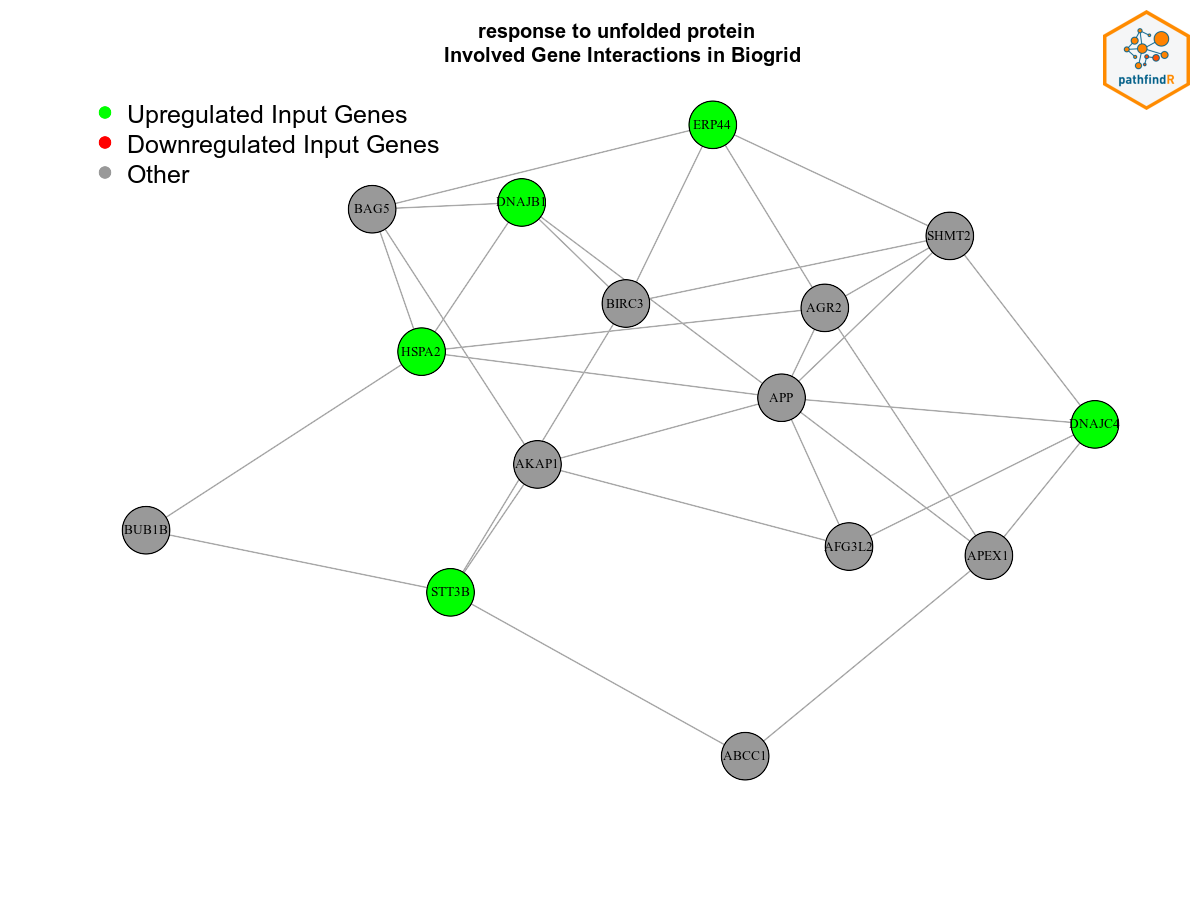 response to unfolded protein
Involved Gene Interactions in Biogrid
pathfindR
Upregulated Input Genes
Downregulated Input Genes
Other
ERP44
DNAJB1
BAG5
SHMT2
BIRC3
AGR2
HSPA2
APP
DNAJC4
AKAP1
BUB1B
AFG3L2
APEX1
STT3B
ABCC1